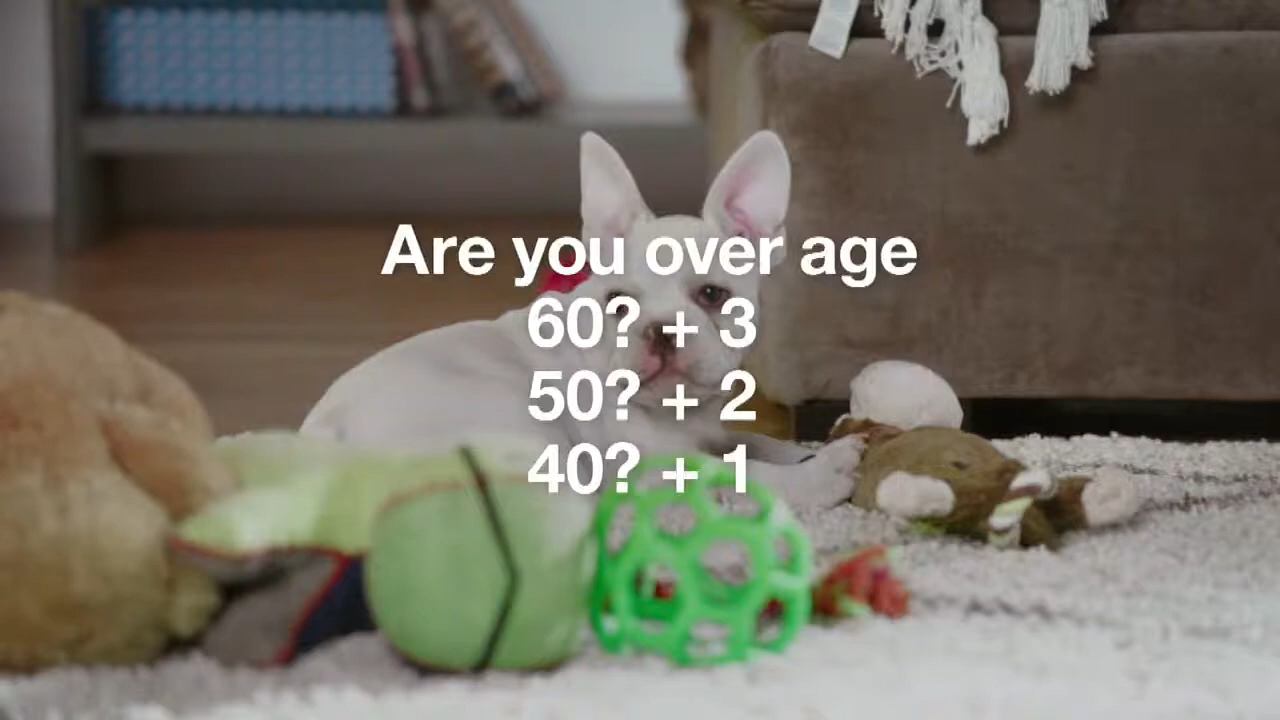 Are you over age
60? + 3
50? + 2
40? + 1